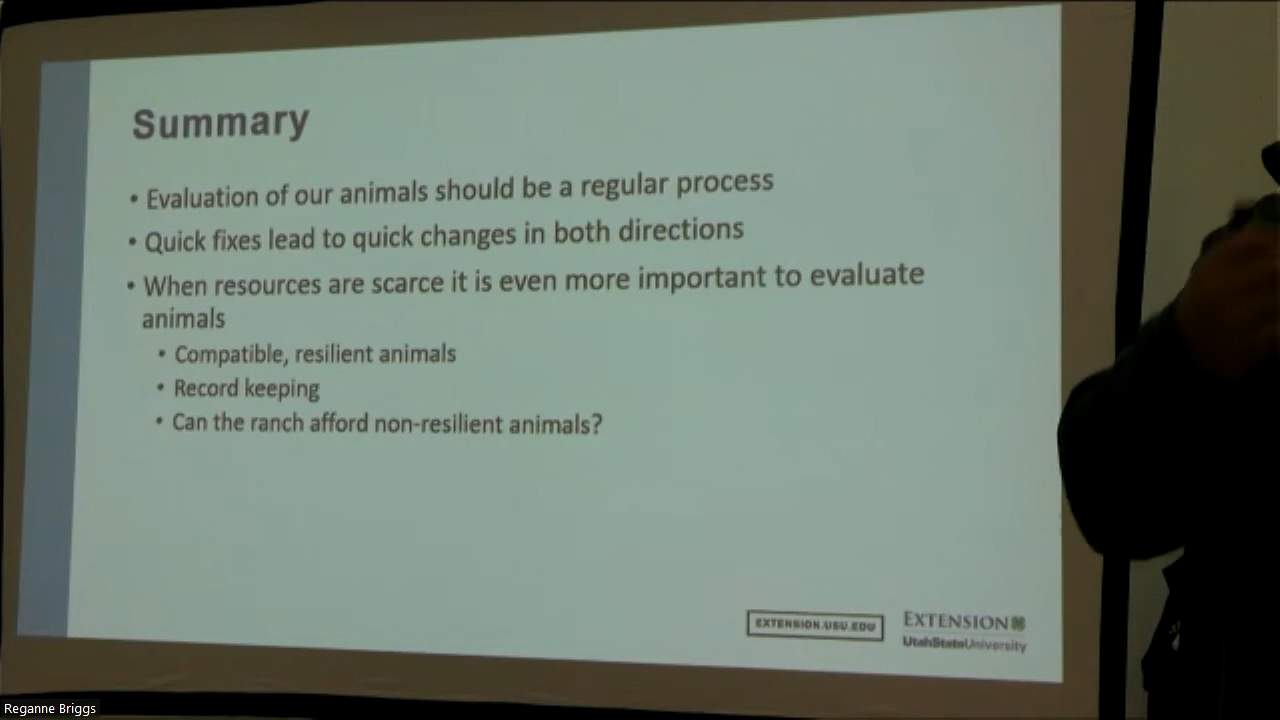 Summary
• Evaluation of our animals should be a regular process
• Quick fixes lead to quick changes in both directions
• When resources are scarce it is even more important to evaluate
animals
• Compatible, resilient animals
• Record keeping
• Can the ranch afford non-resilient animals?
EXTENSION.USU.EDU
EXTENSION
UtahStateUniversity
Reganne Briggs